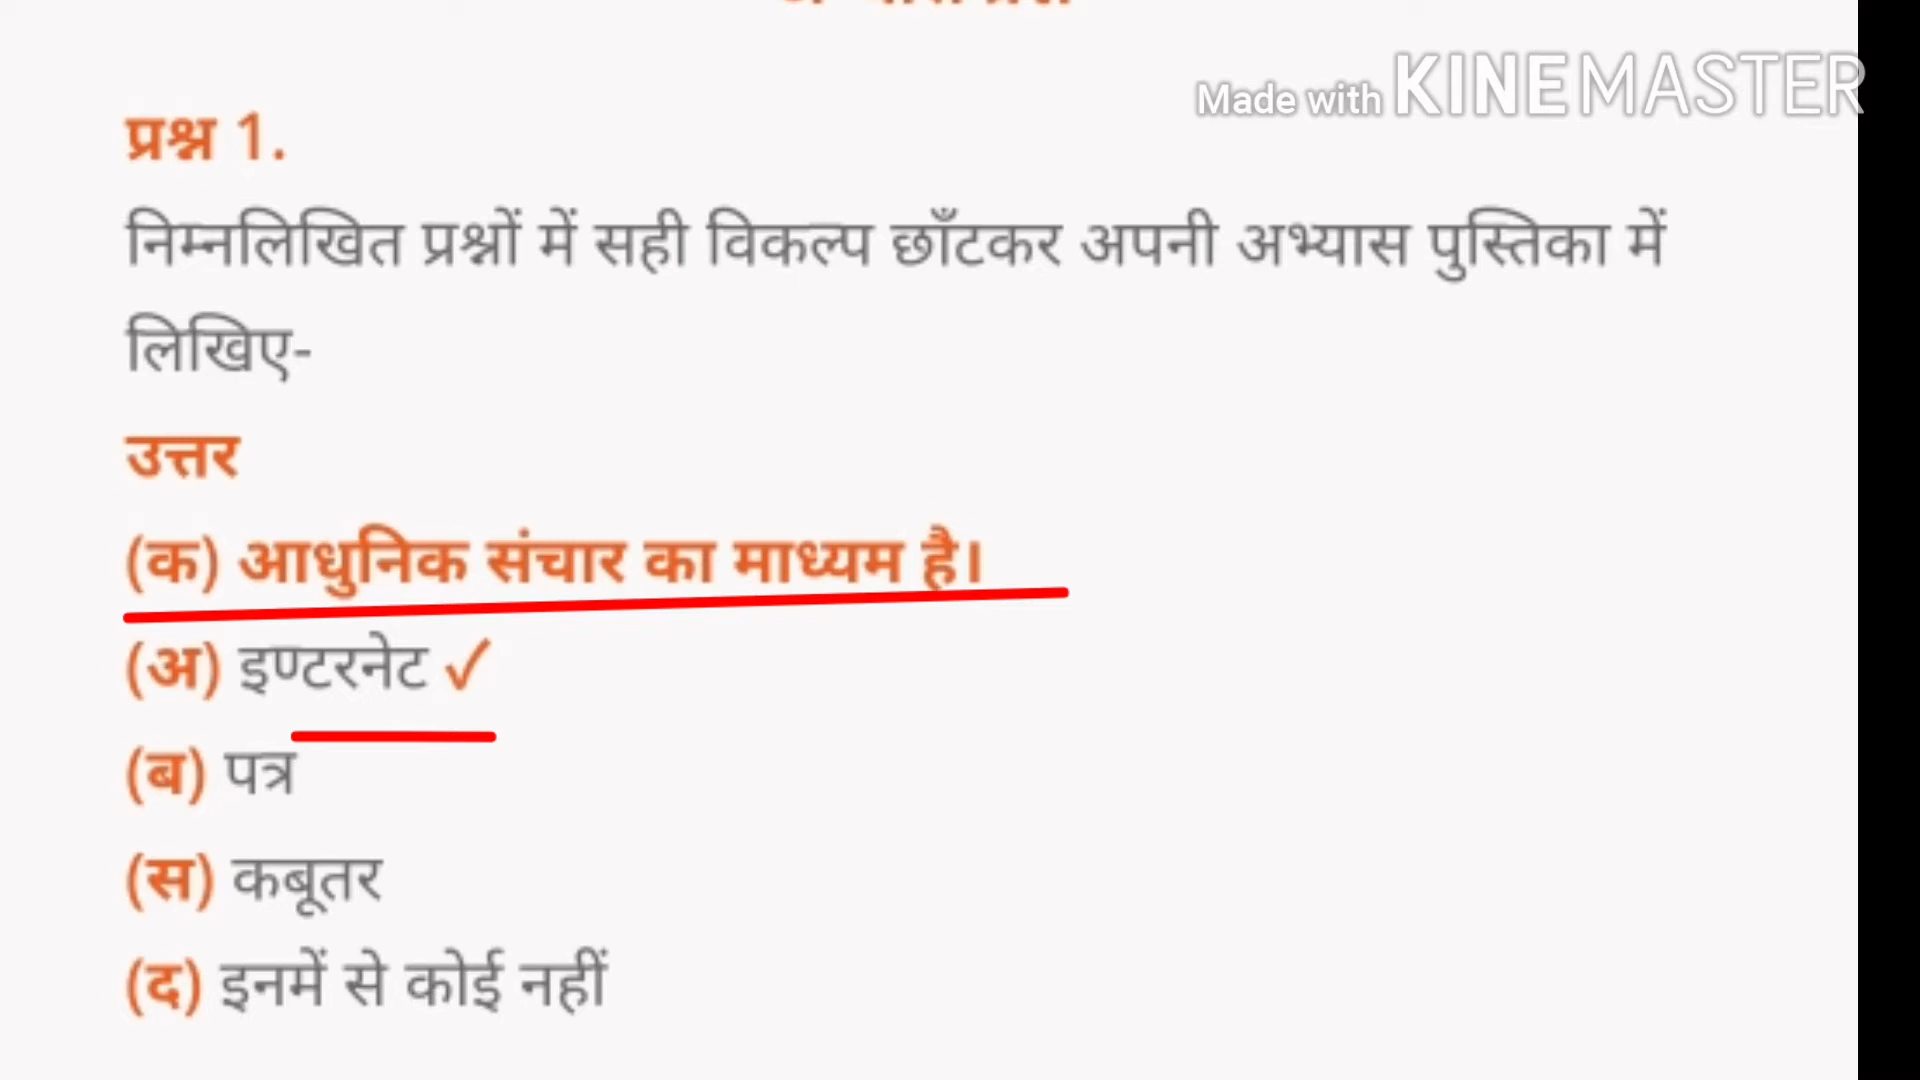 Made with KINEMASTER
प्रश्न 1.
निम्नलिखित प्रश्नों में सही विकल्प छाँटकर अपनी अभ्यास पुस्तिका में
लिखिए-
उत्तर
(क) आधुनिक संचार का माध्यम है।
(अ) इण्टरनेट ✓
(ब) पत्र
(स) कबूतर
(द) इनमें से कोई नहीं